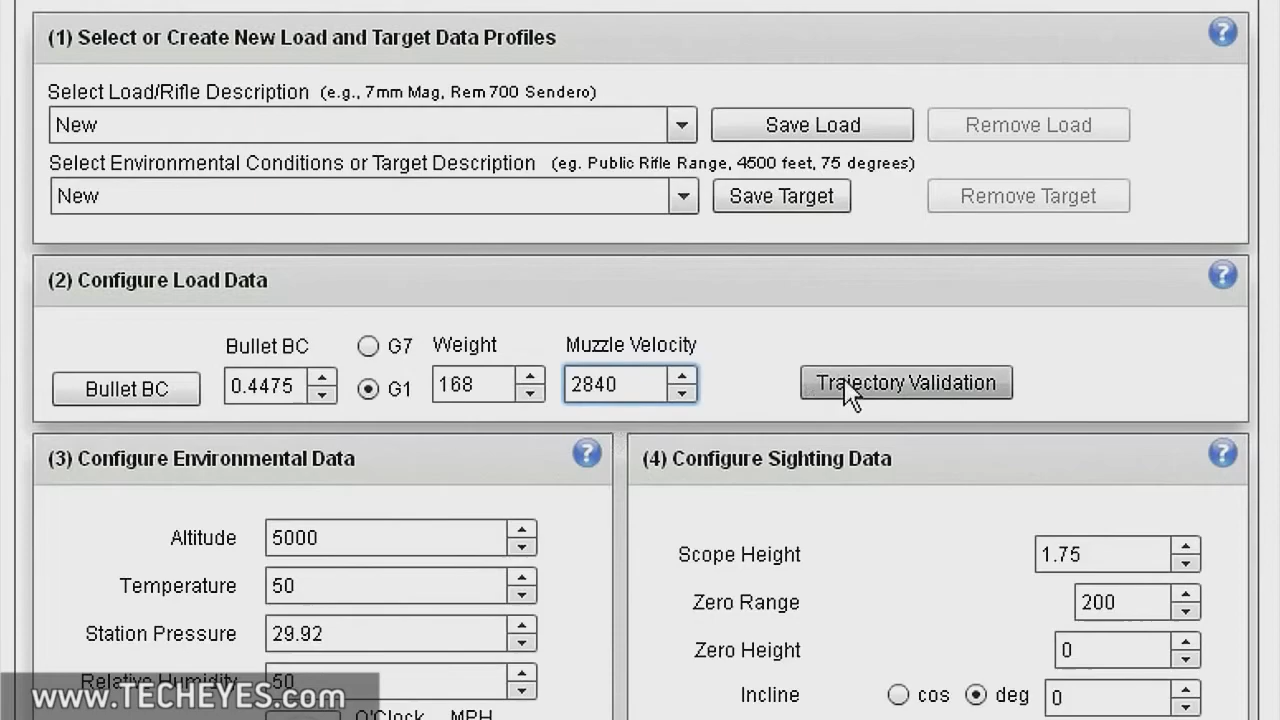 (1) Select or Create New Load and Target Data Profiles
Select Load/Rifle Description (e.g., 7mm Mag, Rem 700 Sendero)
New Save Load Remove Load
Select Environmental Conditions or Target Description (eg. Public Rifle Range, 4500 feet, 75 degrees)
New Save Target Remove Target
(2) Configure Load Data
Bullet BC G7 Weight Muzzle Velocity
Bullet BC 0.4475 G1 168 2840 Trajectory Validation
(3) Configure Environmental Data
Altitude 5000
Temperature 50
Station Pressure 29.92
Relative Humidity 50
O'Clock MPH
(4) Configure Sighting Data
Scope Height 1.75
Zero Range 200
Zero Height 0
Incline cos deg 0
www.TECHEYES.com